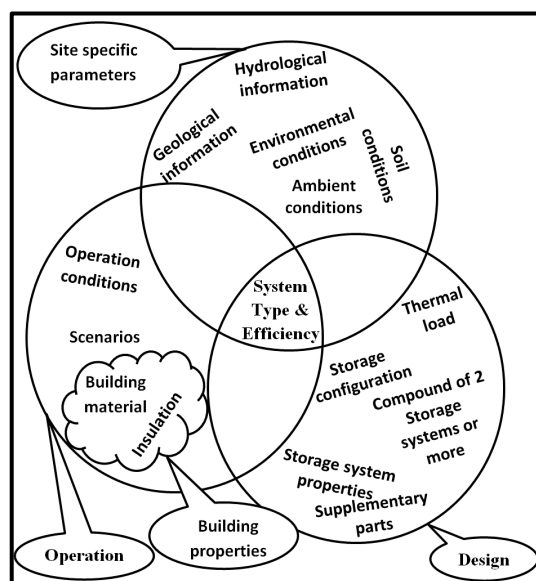 Site specific
parameters
Hydrological
information
Geological
information
Environmental
conditions
Soil
conditions
Ambient
conditions
Operation
conditions
System
Type &
Efficiency
Thermal
load
Scenarios
Storage
configuration
Building
material
Insulation
Compound of 2
Storage
systems or
more
Storage system
properties
Supplementary
parts
Building
properties
Operation
Design